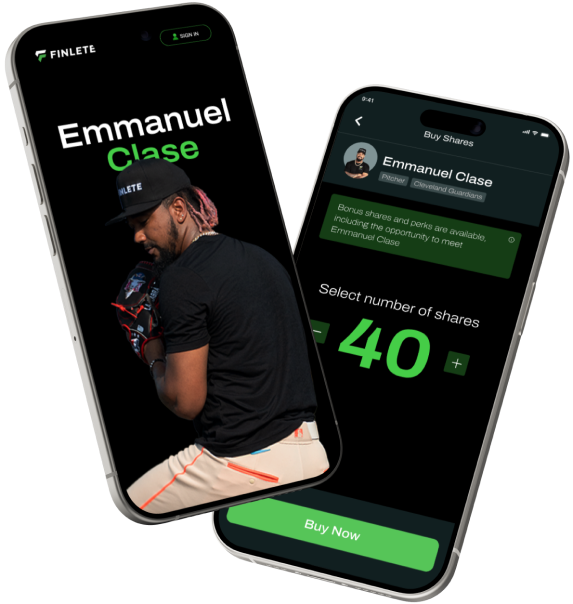 FINLETE
SIGN IN
Emmanuel
Clase
NLETE
9:41
Buy Shares
Emmanuel Clase
Pitcher
Cleveland Guardians
Bonus shares and perks are available,
including the opportunity to meet
Emmanuel Clase
Select number of shares
− 40 +
Buy Now